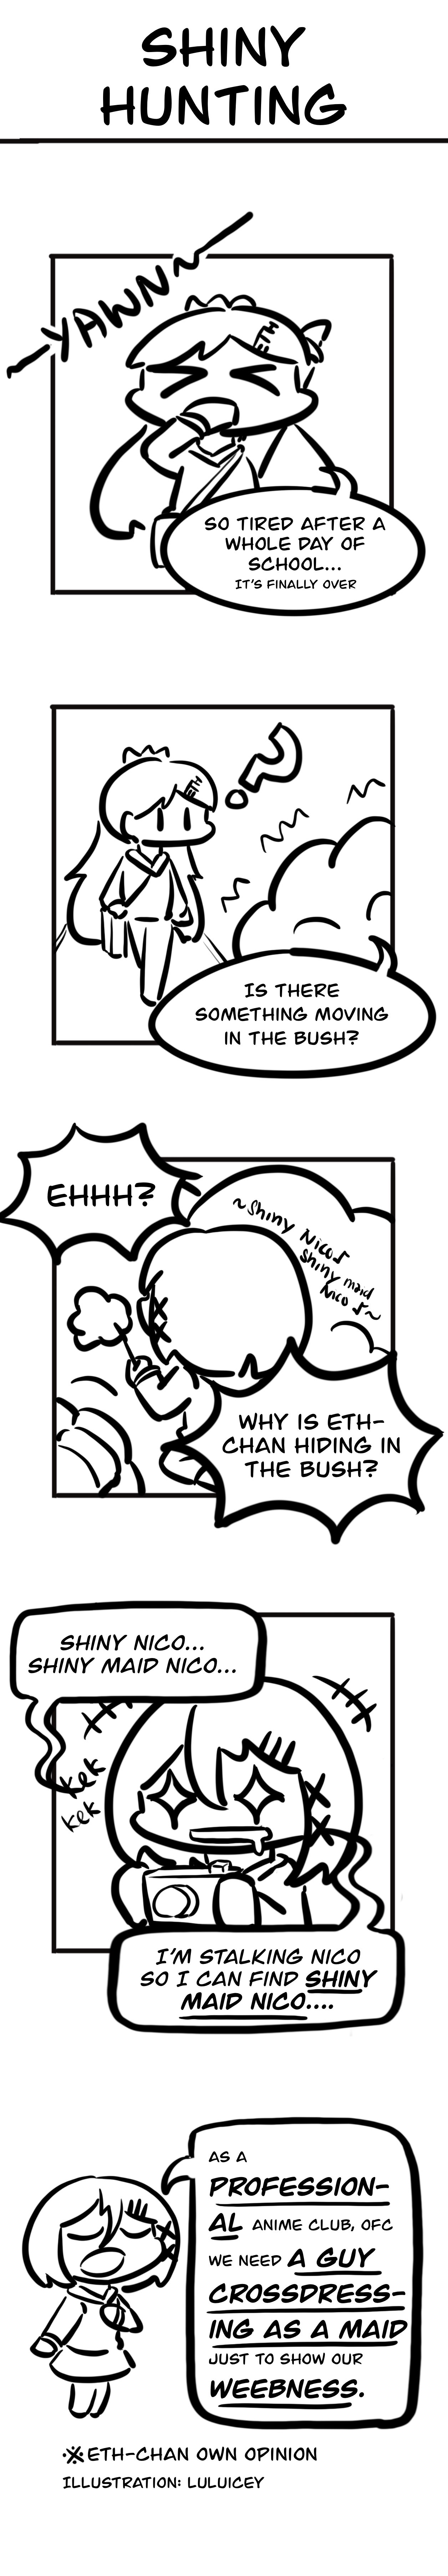 SHINY
HUNTING
~YAWN~
ETH
SO TIRED AFTER A
WHOLE DAY OF
SCHOOL...
IT'S FINALLY OVER
ETH
?
IS THERE
SOMETHING MOVING
IN THE BUSH?
EHHH?
~Shiny Nico♪
Shiny maid
Nico♪~
WHY IS ETH-
CHAN HIDING IN
THE BUSH?
SHINY NICO...
SHINY MAID NICO...
kek
kek
I'M STALKING NICO
SO I CAN FIND SHINY
MAID NICO....
AS A
PROFESSION-
AL ANIME CLUB, OFC
WE NEED A GUY
CROSSDRESS-
ING AS A MAID
JUST TO SHOW OUR
WEEBNESS.
※ETH-CHAN OWN OPINION
ILLUSTRATION: LULUICEY